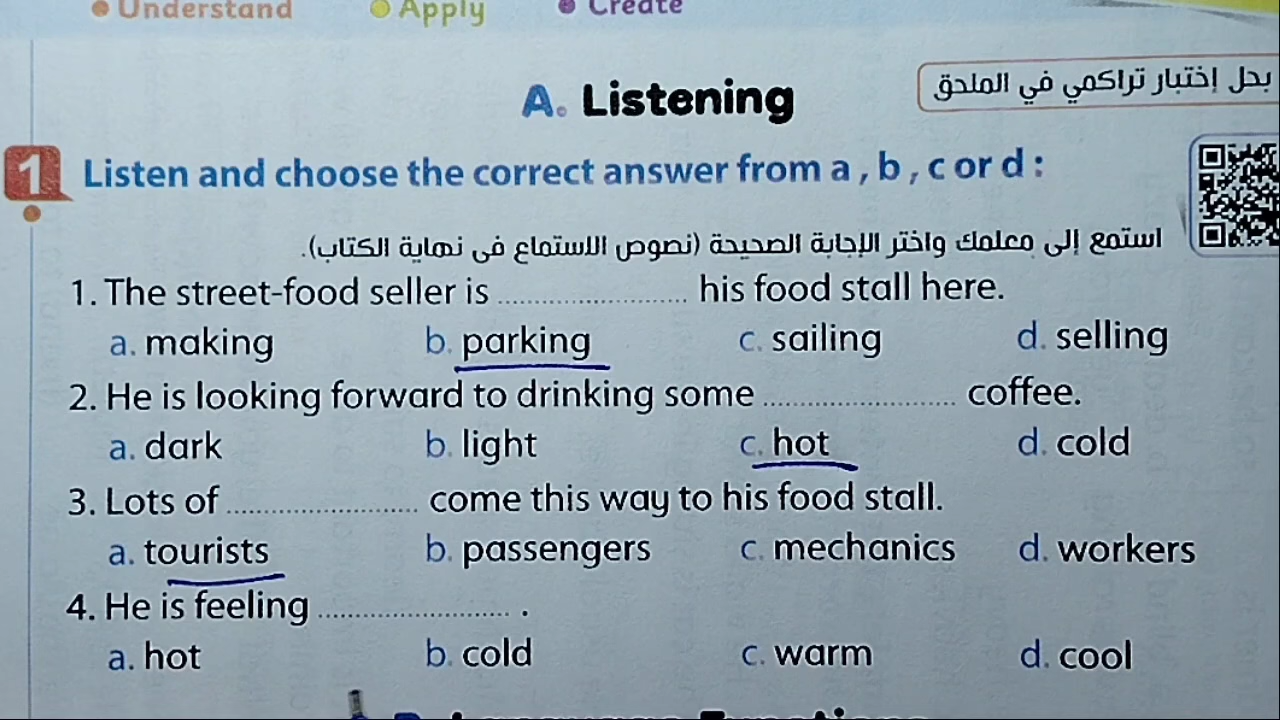 Understand Apply Create
A. Listening
بحل إختبار تراكمي في الملحق
1 Listen and choose the correct answer from a , b , c or d :
استمع إلى معلمك واختر الإجابة الصحيحة (نصوص الاستماع فى نهاية الكتاب).
1. The street-food seller is ........................ his food stall here.
a. making b. parking c. sailing d. selling
2. He is looking forward to drinking some ........................ coffee.
a. dark b. light c. hot d. cold
3. Lots of ........................ come this way to his food stall.
a. tourists b. passengers c. mechanics d. workers
4. He is feeling ........................ .
a. hot b. cold c. warm d. cool